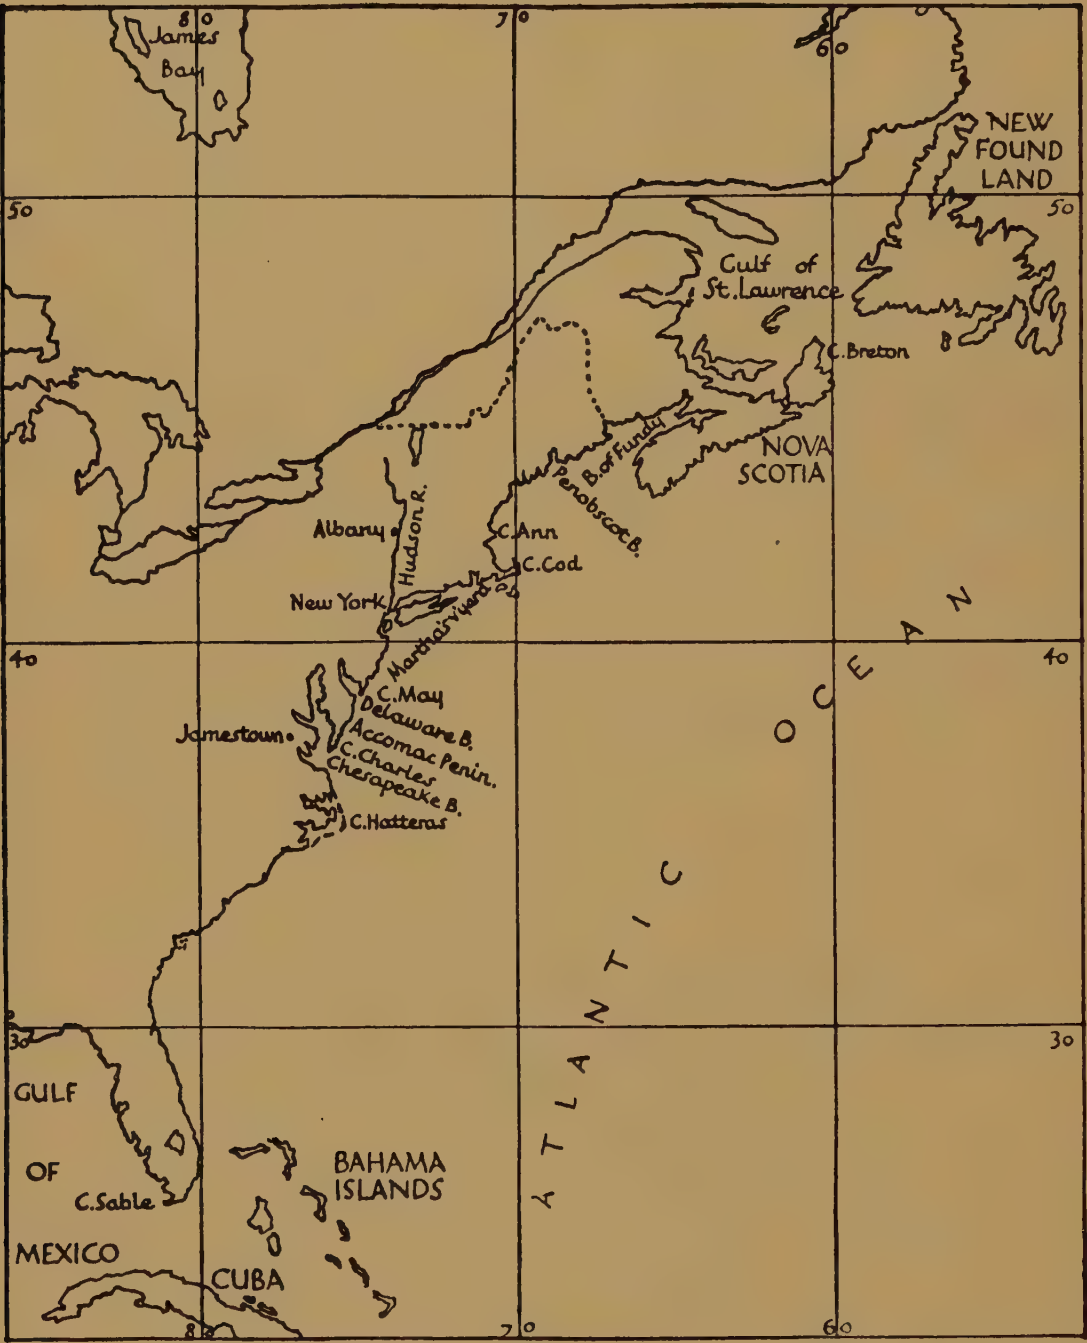 80
70
60
James
Bay
NEW
FOUND
LAND
50
50
Gulf of
St. Lawrence
C. Breton
NOVA
SCOTIA
B. of Fundy
Penobscot B.
Hudson R.
Albany
C. Ann
C. Cod
New York
Martha's v'yard
40
40
C. May
Delaware B.
Accomac Penin.
C. Charles
Chesapeake B.
Jamestown
C. Hatteras
ATLANTIC OCEAN
30
30
GULF
OF
MEXICO
C. Sable
BAHAMA
ISLANDS
CUBA
80
70
60